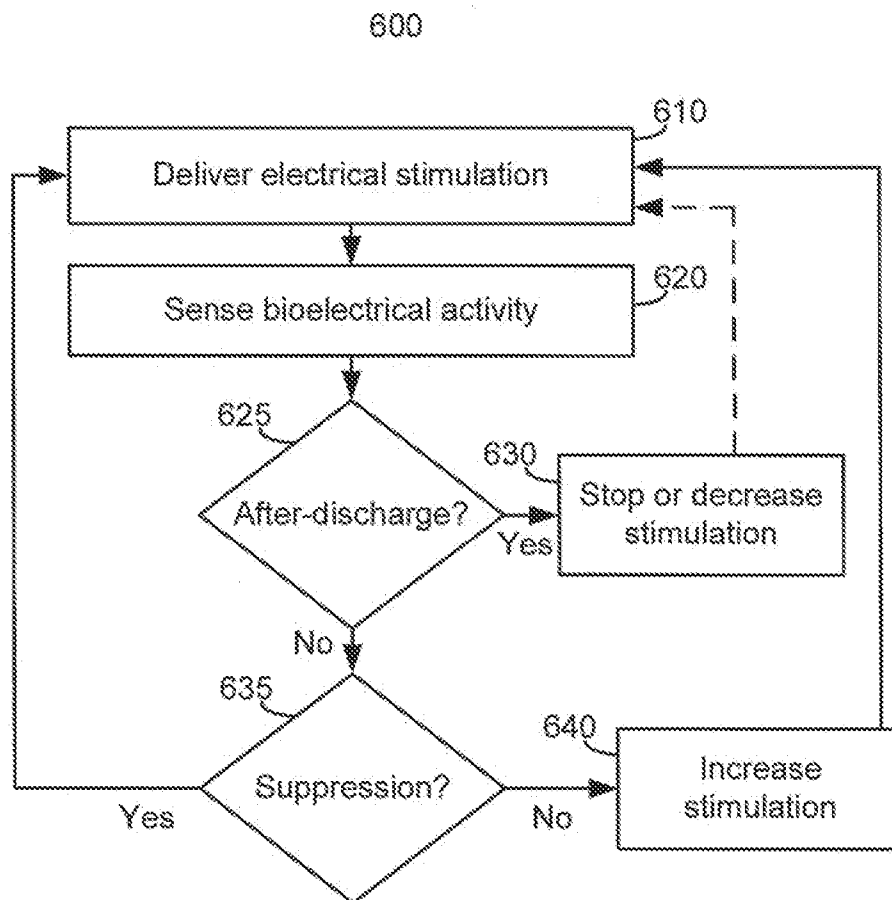 600
610
Deliver electrical stimulation
620
Sense bioelectrical activity
625
After-discharge?
Yes
630
Stop or decrease
stimulation
No
635
Suppression?
Yes
No
640
Increase
stimulation